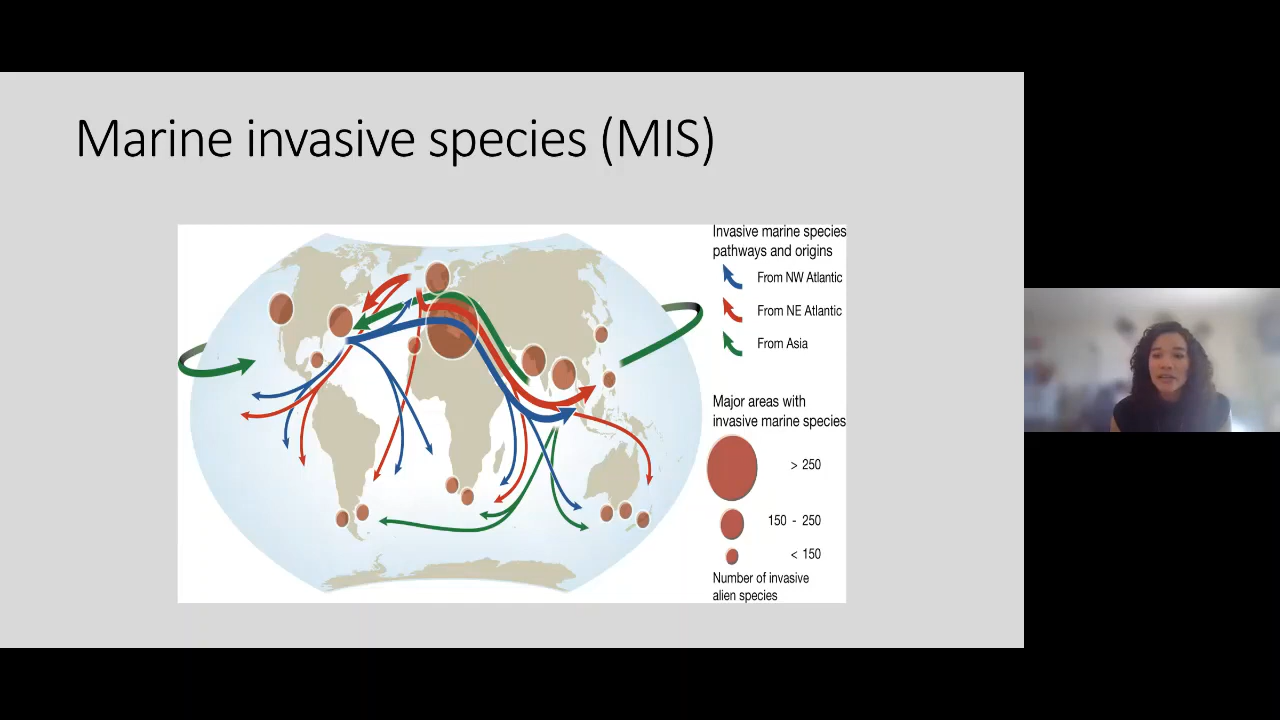 Marine invasive species (MIS)
Invasive marine species
pathways and origins
From NW Atlantic
From NE Atlantic
From Asia
Major areas with
invasive marine species
> 250
150 - 250
< 150
Number of invasive
alien species